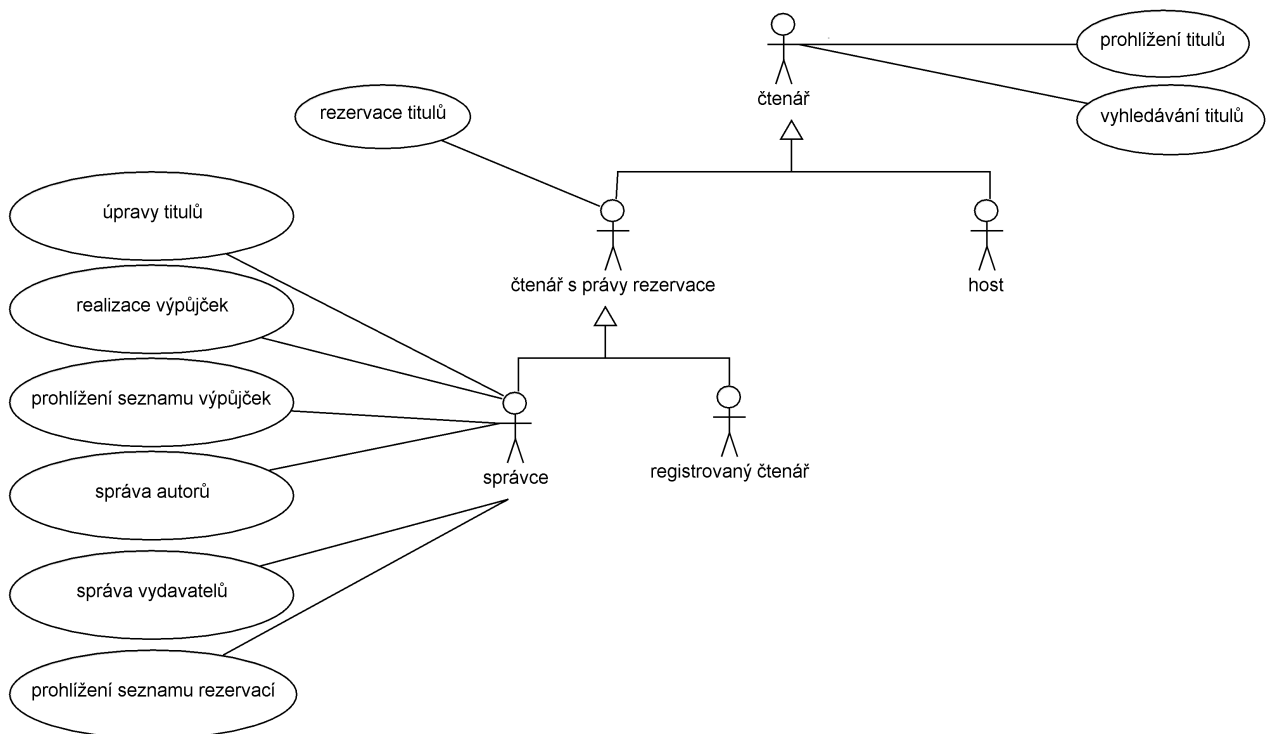 prohlížení titulů
čtenář
vyhledávání titulů
rezervace titulů
úpravy titulů
čtenář s právy rezervace
host
realizace výpůjček
prohlížení seznamu výpůjček
správce
registrovaný čtenář
správa autorů
správa vydavatelů
prohlížení seznamu rezervací